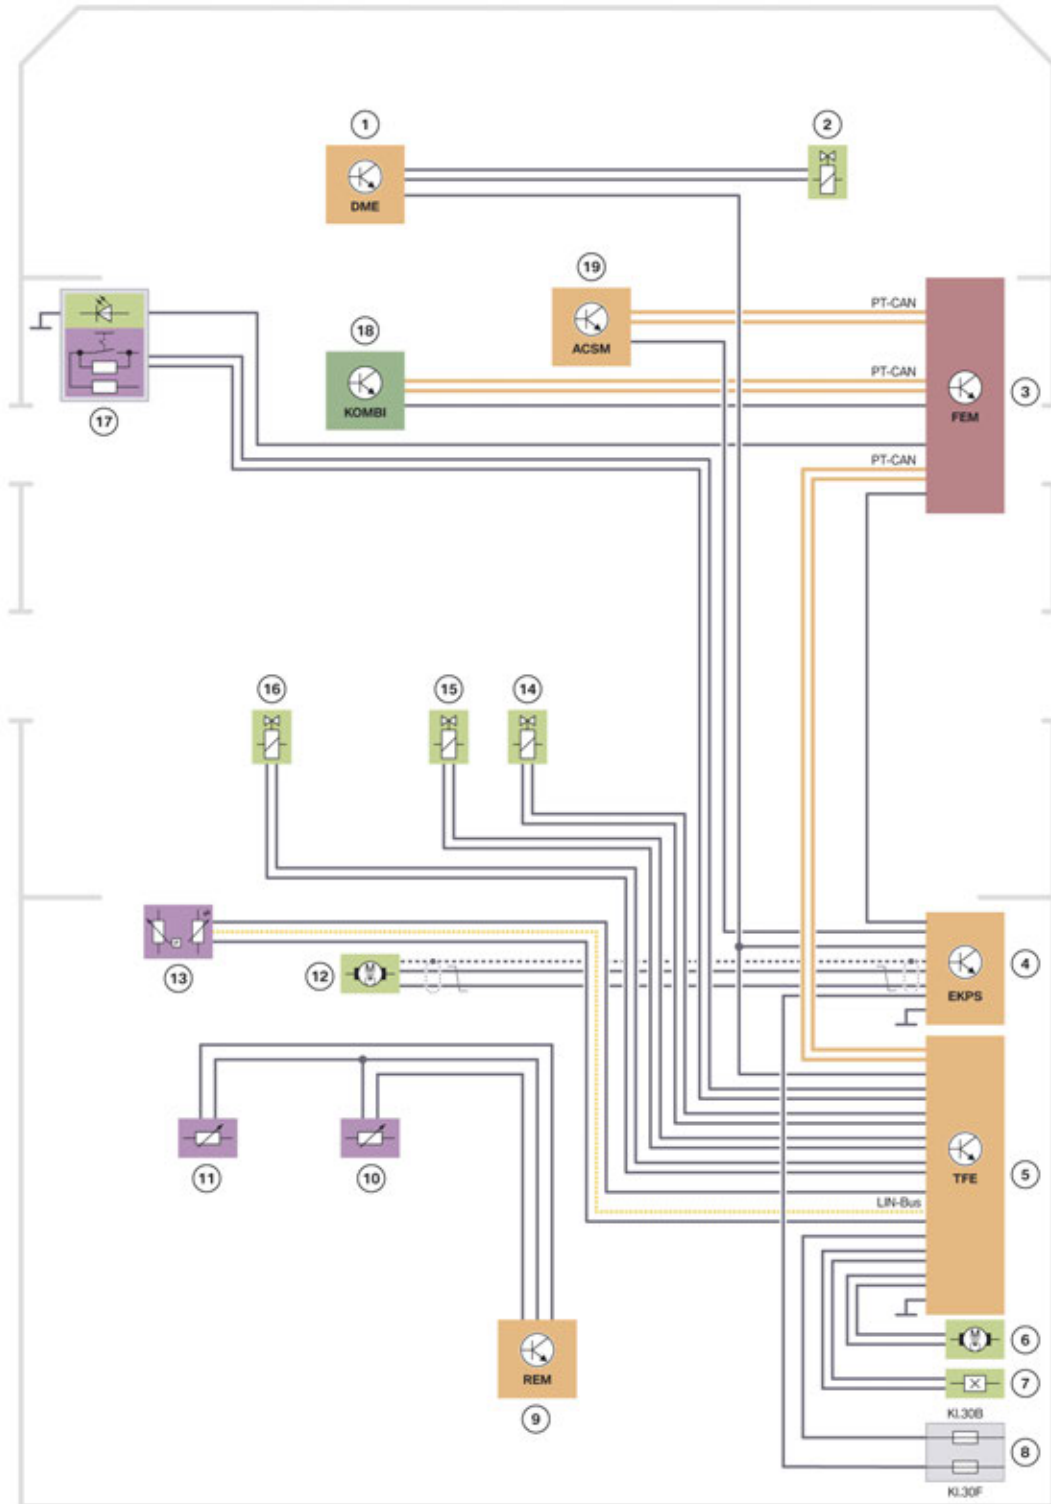 1
2
DME
19
PT-CAN
ACSM
18
PT-CAN
KOMBI
3
FEM
17
PT-CAN
16
15
14
13
12
4
EKPS
11
10
TFE
5
LIN-Bus
6
REM
7
9
Kl.30B
8
Kl.30F